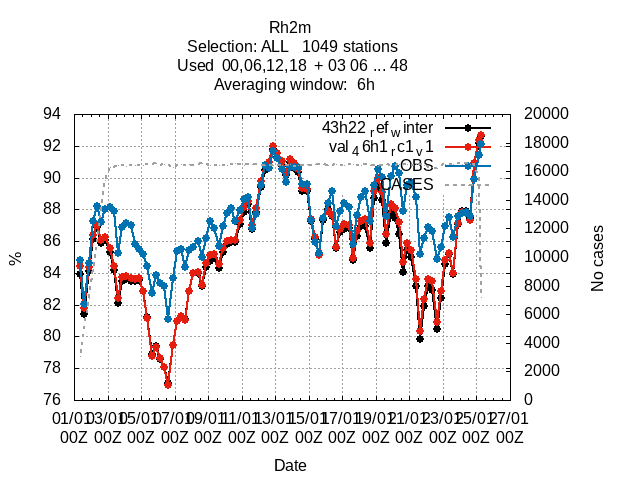 Rh2m
Selection: ALL   1049 stations
Used  00,06,12,18  + 03 06 ... 48
Averaging window:  6h
94
92
90
88
86
84
82
80
78
76
%
20000
18000
16000
14000
12000
10000
8000
6000
4000
2000
0
No cases
43h22_ref_winter
val_46h1_rc1_v1
OBS
CASES
01/01 03/01 05/01 07/01 09/01 11/01 13/01 15/01 17/01 19/01 21/01 23/01 25/01 27/01
00Z 00Z 00Z 00Z 00Z 00Z 00Z 00Z 00Z 00Z 00Z 00Z 00Z 00Z
Date